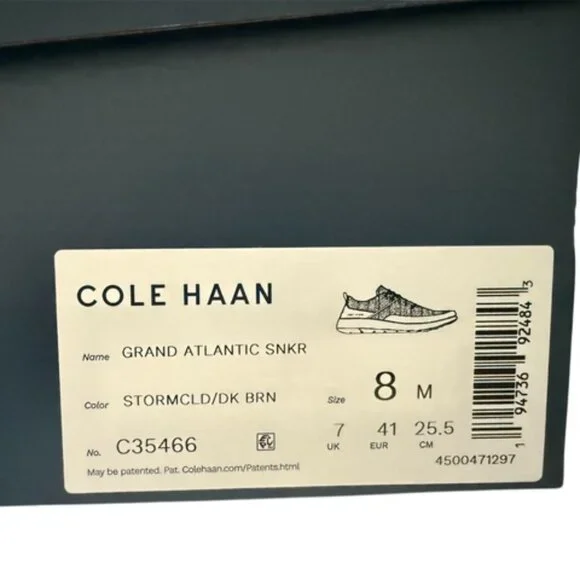 COLE HAAN
Name GRAND ATLANTIC SNKR
Color STORMCLD/DK BRN
Size 8 M
No. C35466
7 41 25.5
UK EUR CM
May be patented. Pat. Colehaan.com/Patents.html
4500471297
1 94736 92484 3